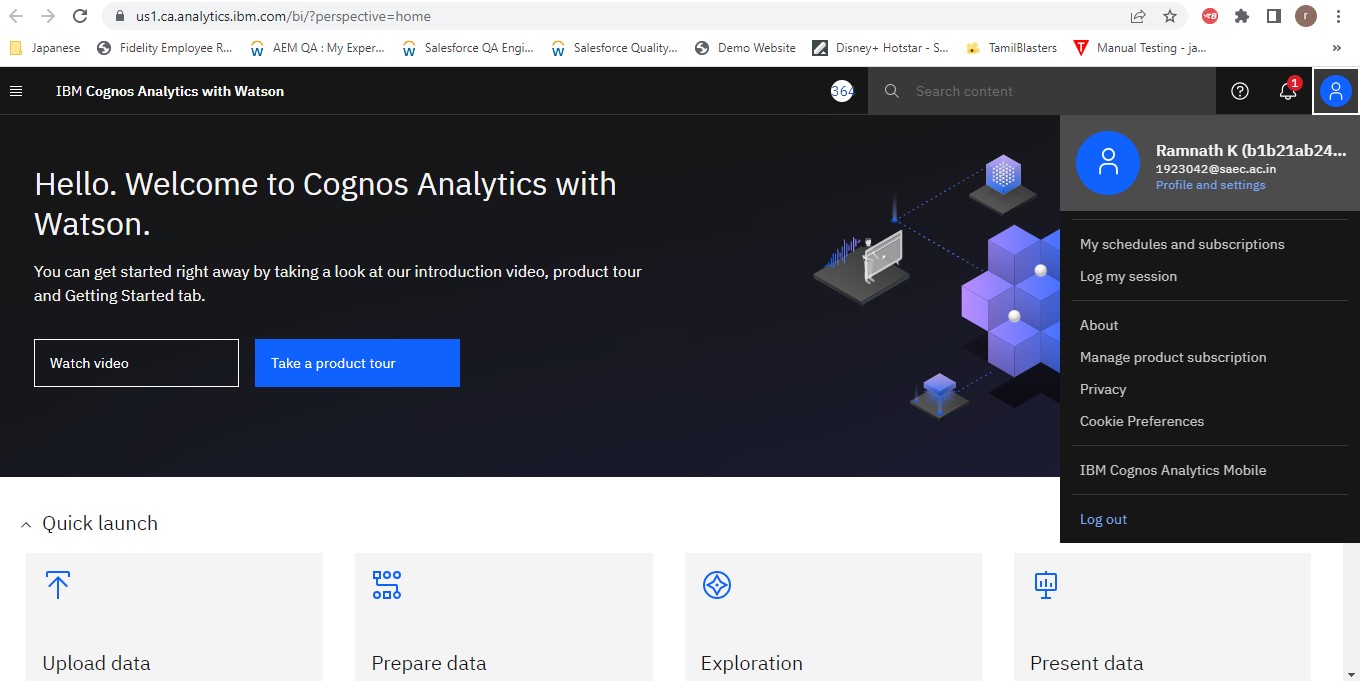 us1.ca.analytics.ibm.com/bi/?perspective=home
r
Japanese
Fidelity Employee R...
AEM QA : My Exper...
Salesforce QA Engi...
Salesforce Quality...
Demo Website
Disney+ Hotstar - S...
TamilBlasters
Manual Testing - ja...
»
IBM Cognos Analytics with Watson
364
Search content
1
Hello. Welcome to Cognos Analytics with
Watson.
You can get started right away by taking a look at our introduction video, product tour
and Getting Started tab.
Watch video
Take a product tour
Ramnath K (b1b21ab24...
1923042@saec.ac.in
Profile and settings
My schedules and subscriptions
Log my session
About
Manage product subscription
Privacy
Cookie Preferences
IBM Cognos Analytics Mobile
Log out
Quick launch
Upload data
Prepare data
Exploration
Present data